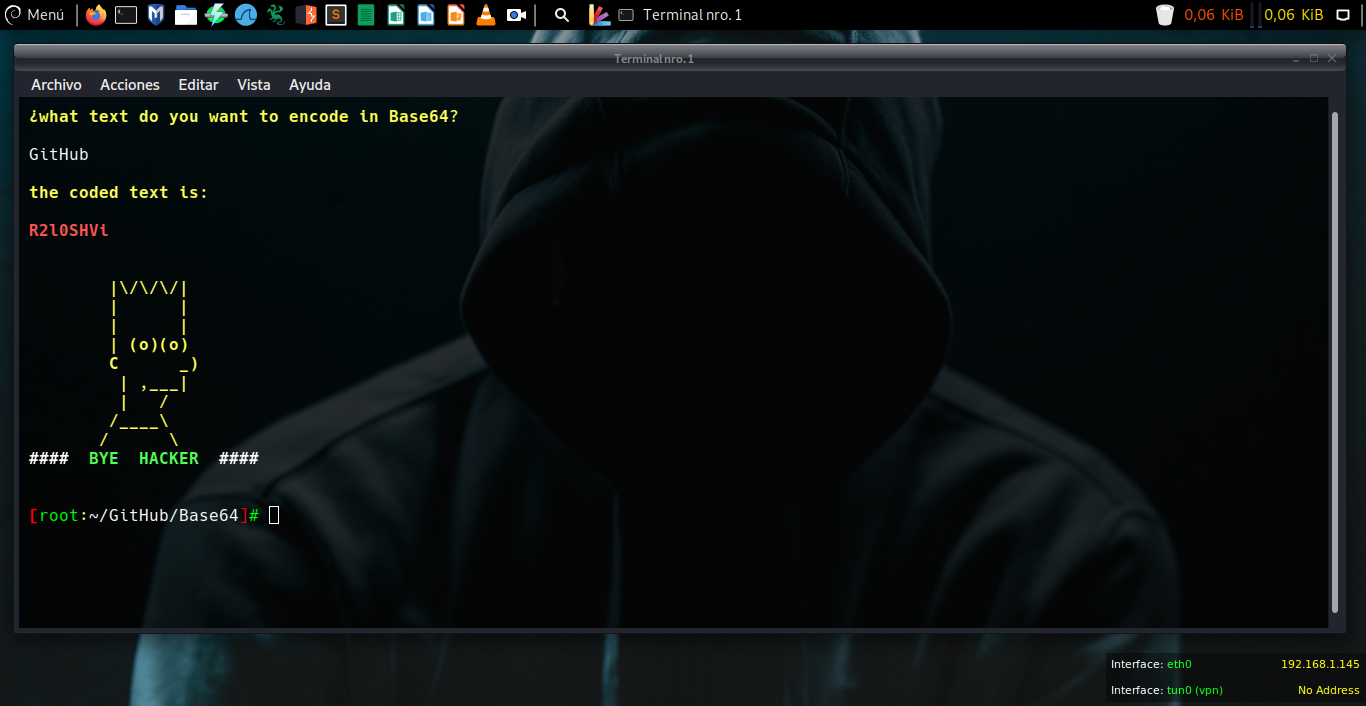 Menú
Terminal nro. 1
0,06 KiB
0,06 KiB
Terminal nro. 1
Archivo Acciones Editar Vista Ayuda
¿what text do you want to encode in Base64?
GitHub
the coded text is:
R2l0SHVi
|\/\/\/|
|      |
|      |
| (o)(o)
C      _)
| ,___|
|   /
/____\
/      \
#### BYE HACKER ####
[root:~/GitHub/Base64]#
Interface: eth0 192.168.1.145
Interface: tun0 (vpn) No Address